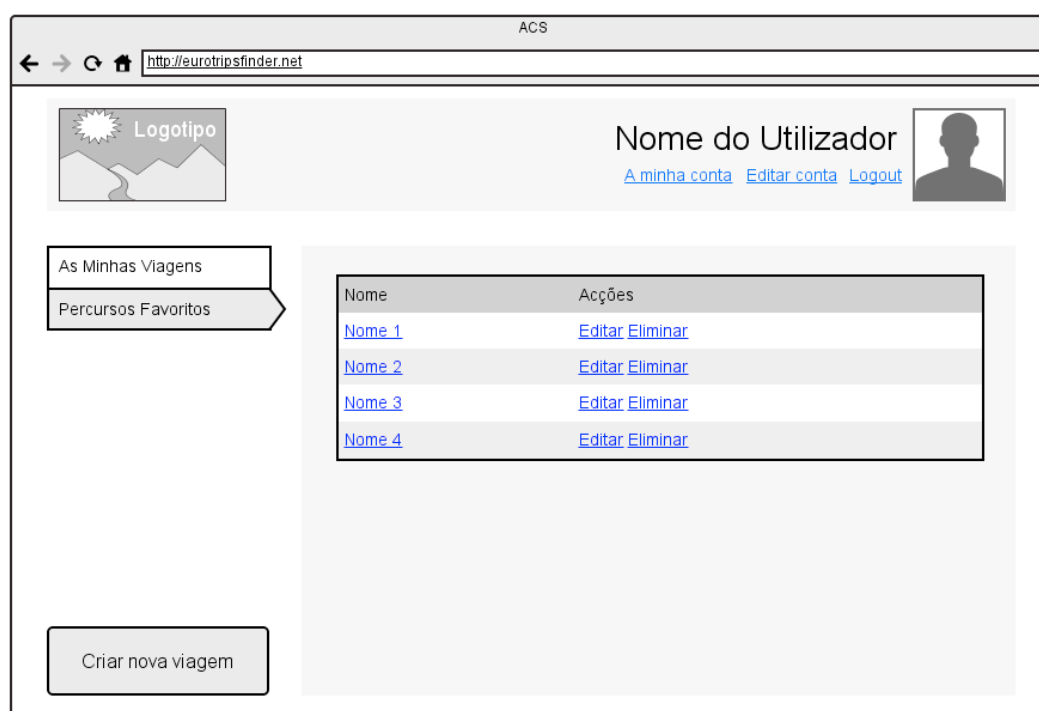 ACS
http://eurotripsfinder.net
Logotipo
Nome do Utilizador
A minha conta Editar conta Logout
As Minhas Viagens
Percursos Favoritos
Nome Acções
Nome 1 Editar Eliminar
Nome 2 Editar Eliminar
Nome 3 Editar Eliminar
Nome 4 Editar Eliminar
Criar nova viagem